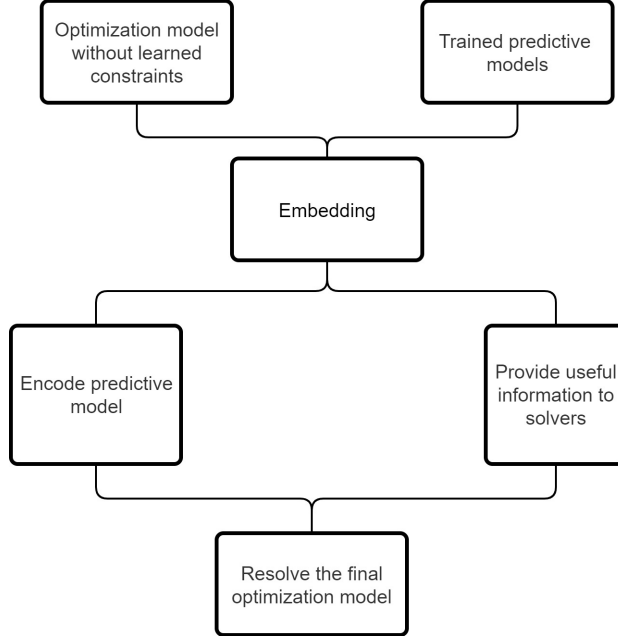 Optimization model
without learned
constraints
Trained predictive
models
Embedding
Encode predictive
model
Provide useful
information to
solvers
Resolve the final
optimization model